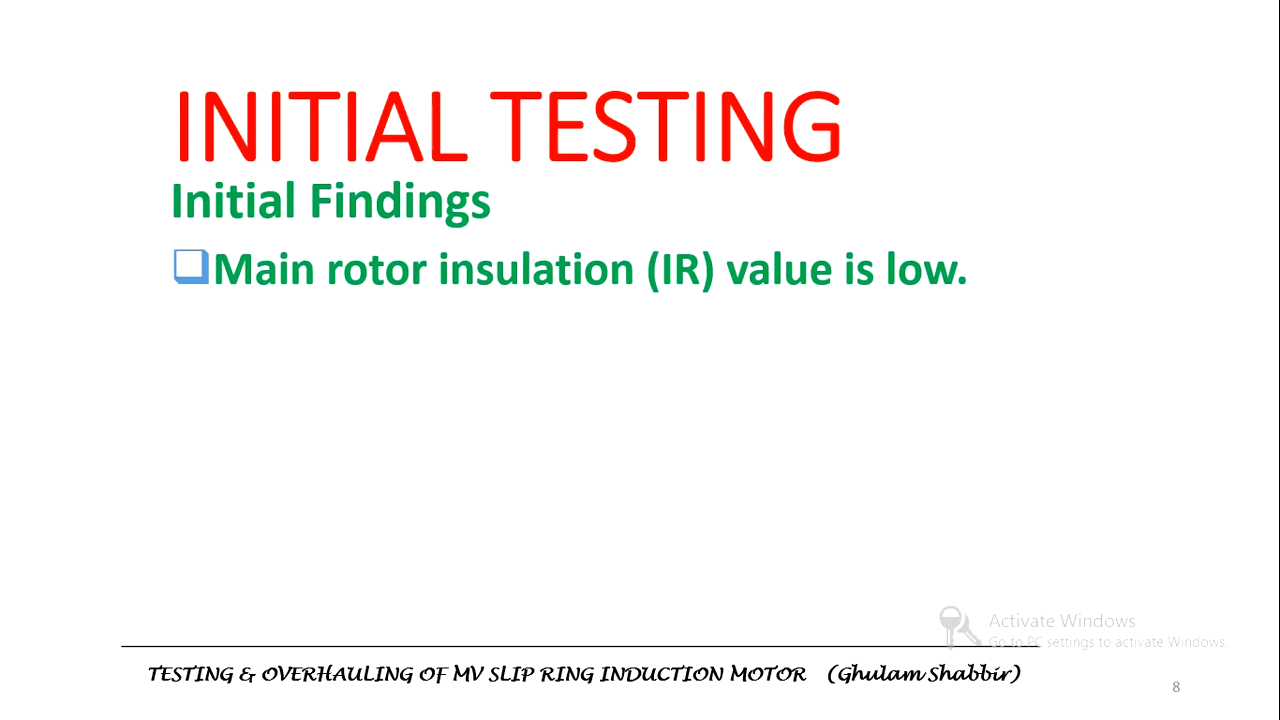 INITIAL TESTING
Initial Findings
Main rotor insulation (IR) value is low.
Activate Windows
Go to PC settings to activate Windows.
TESTING & OVERHAULING OF MV SLIP RING INDUCTION MOTOR (Ghulam Shabbir)
8